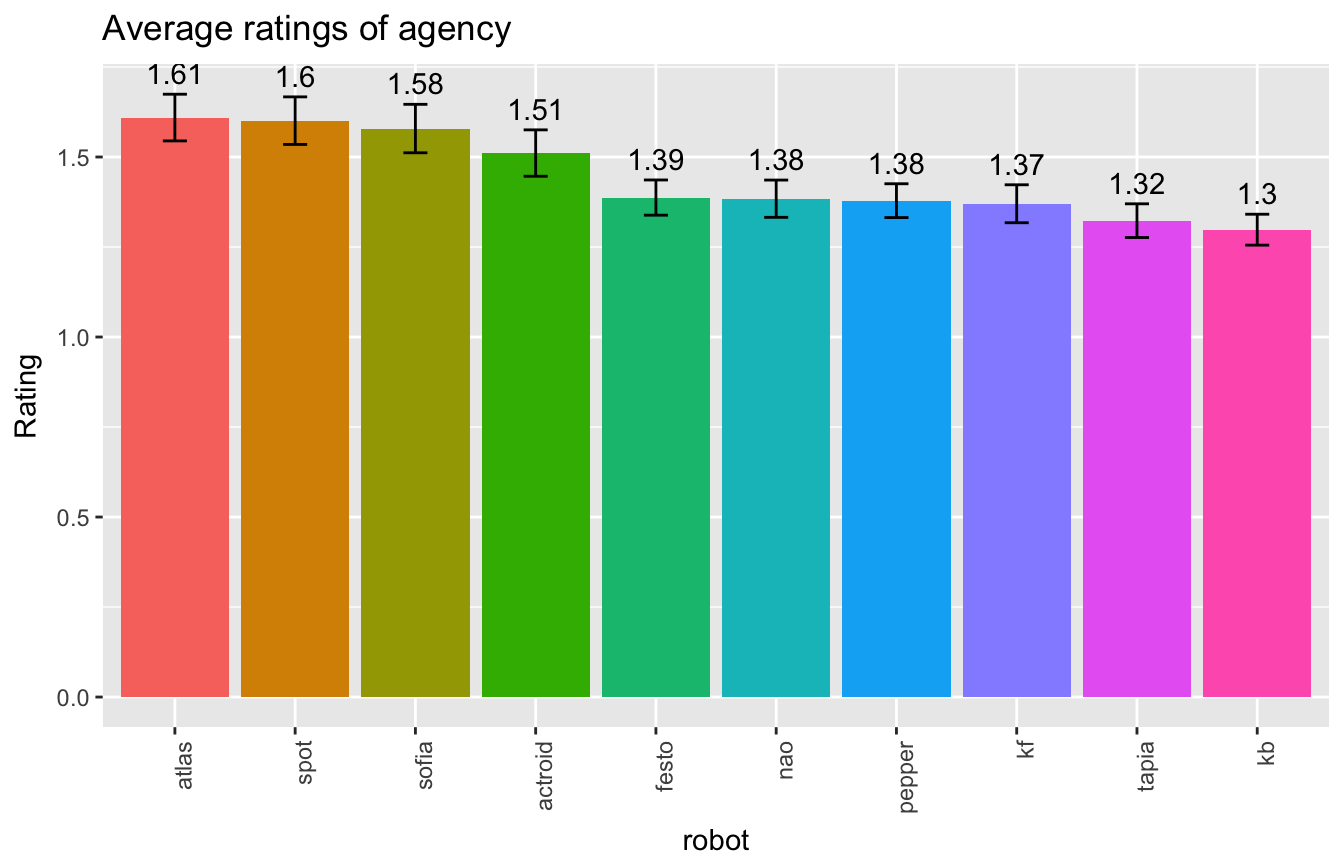 Average ratings of agency
1.61 1.6 1.58 1.51 1.39 1.38 1.38 1.37 1.32 1.3
1.5
1.0
0.5
0.0
Rating
atlas spot sofia actroid festo nao pepper kf tapia kb
robot